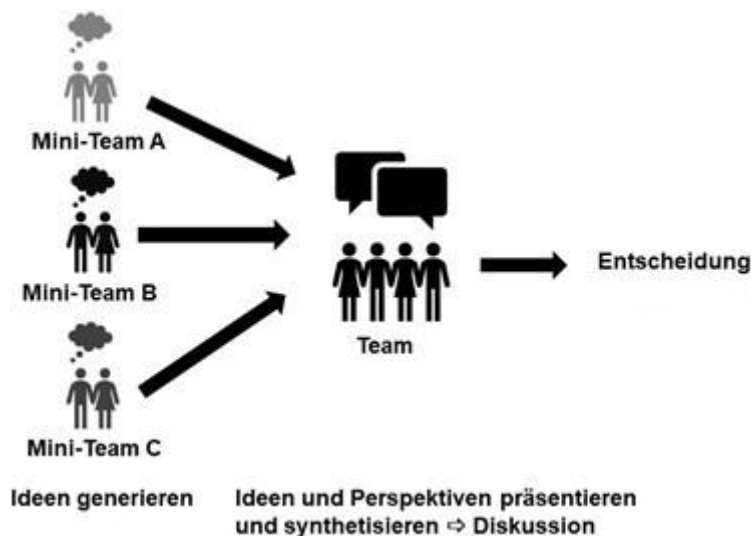 Mini-Team A
Mini-Team B
Mini-Team C
Team
Entscheidung
Ideen generieren
Ideen und Perspektiven präsentieren
und synthetisieren ⇨ Diskussion